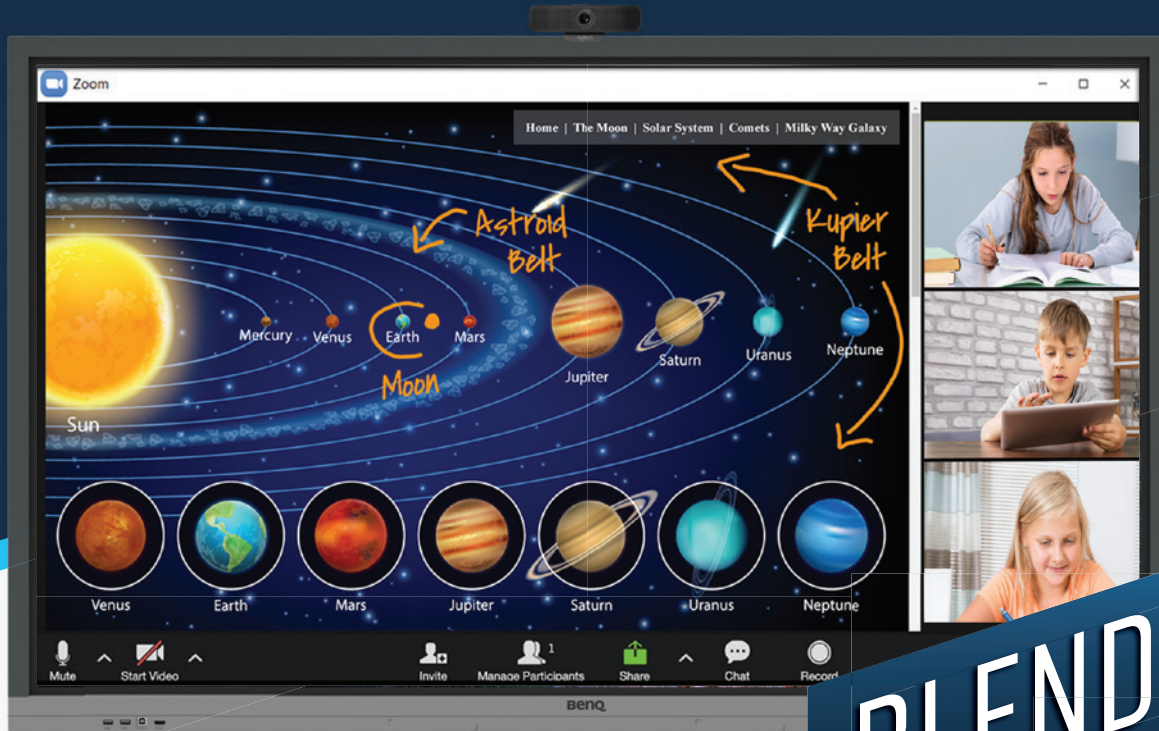 Zoom
Home | The Moon | Solar System | Comets | Milky Way Galaxy
Astroid
Belt
Kupier
Belt
Mercury
Venus
Earth
Mars
Jupiter
Saturn
Uranus
Neptune
Moon
Sun
Venus
Earth
Mars
Jupiter
Saturn
Uranus
Neptune
Mute
Start Video
Invite
Manage Participants
1
Share
Chat
Record
BenQ
BLEND